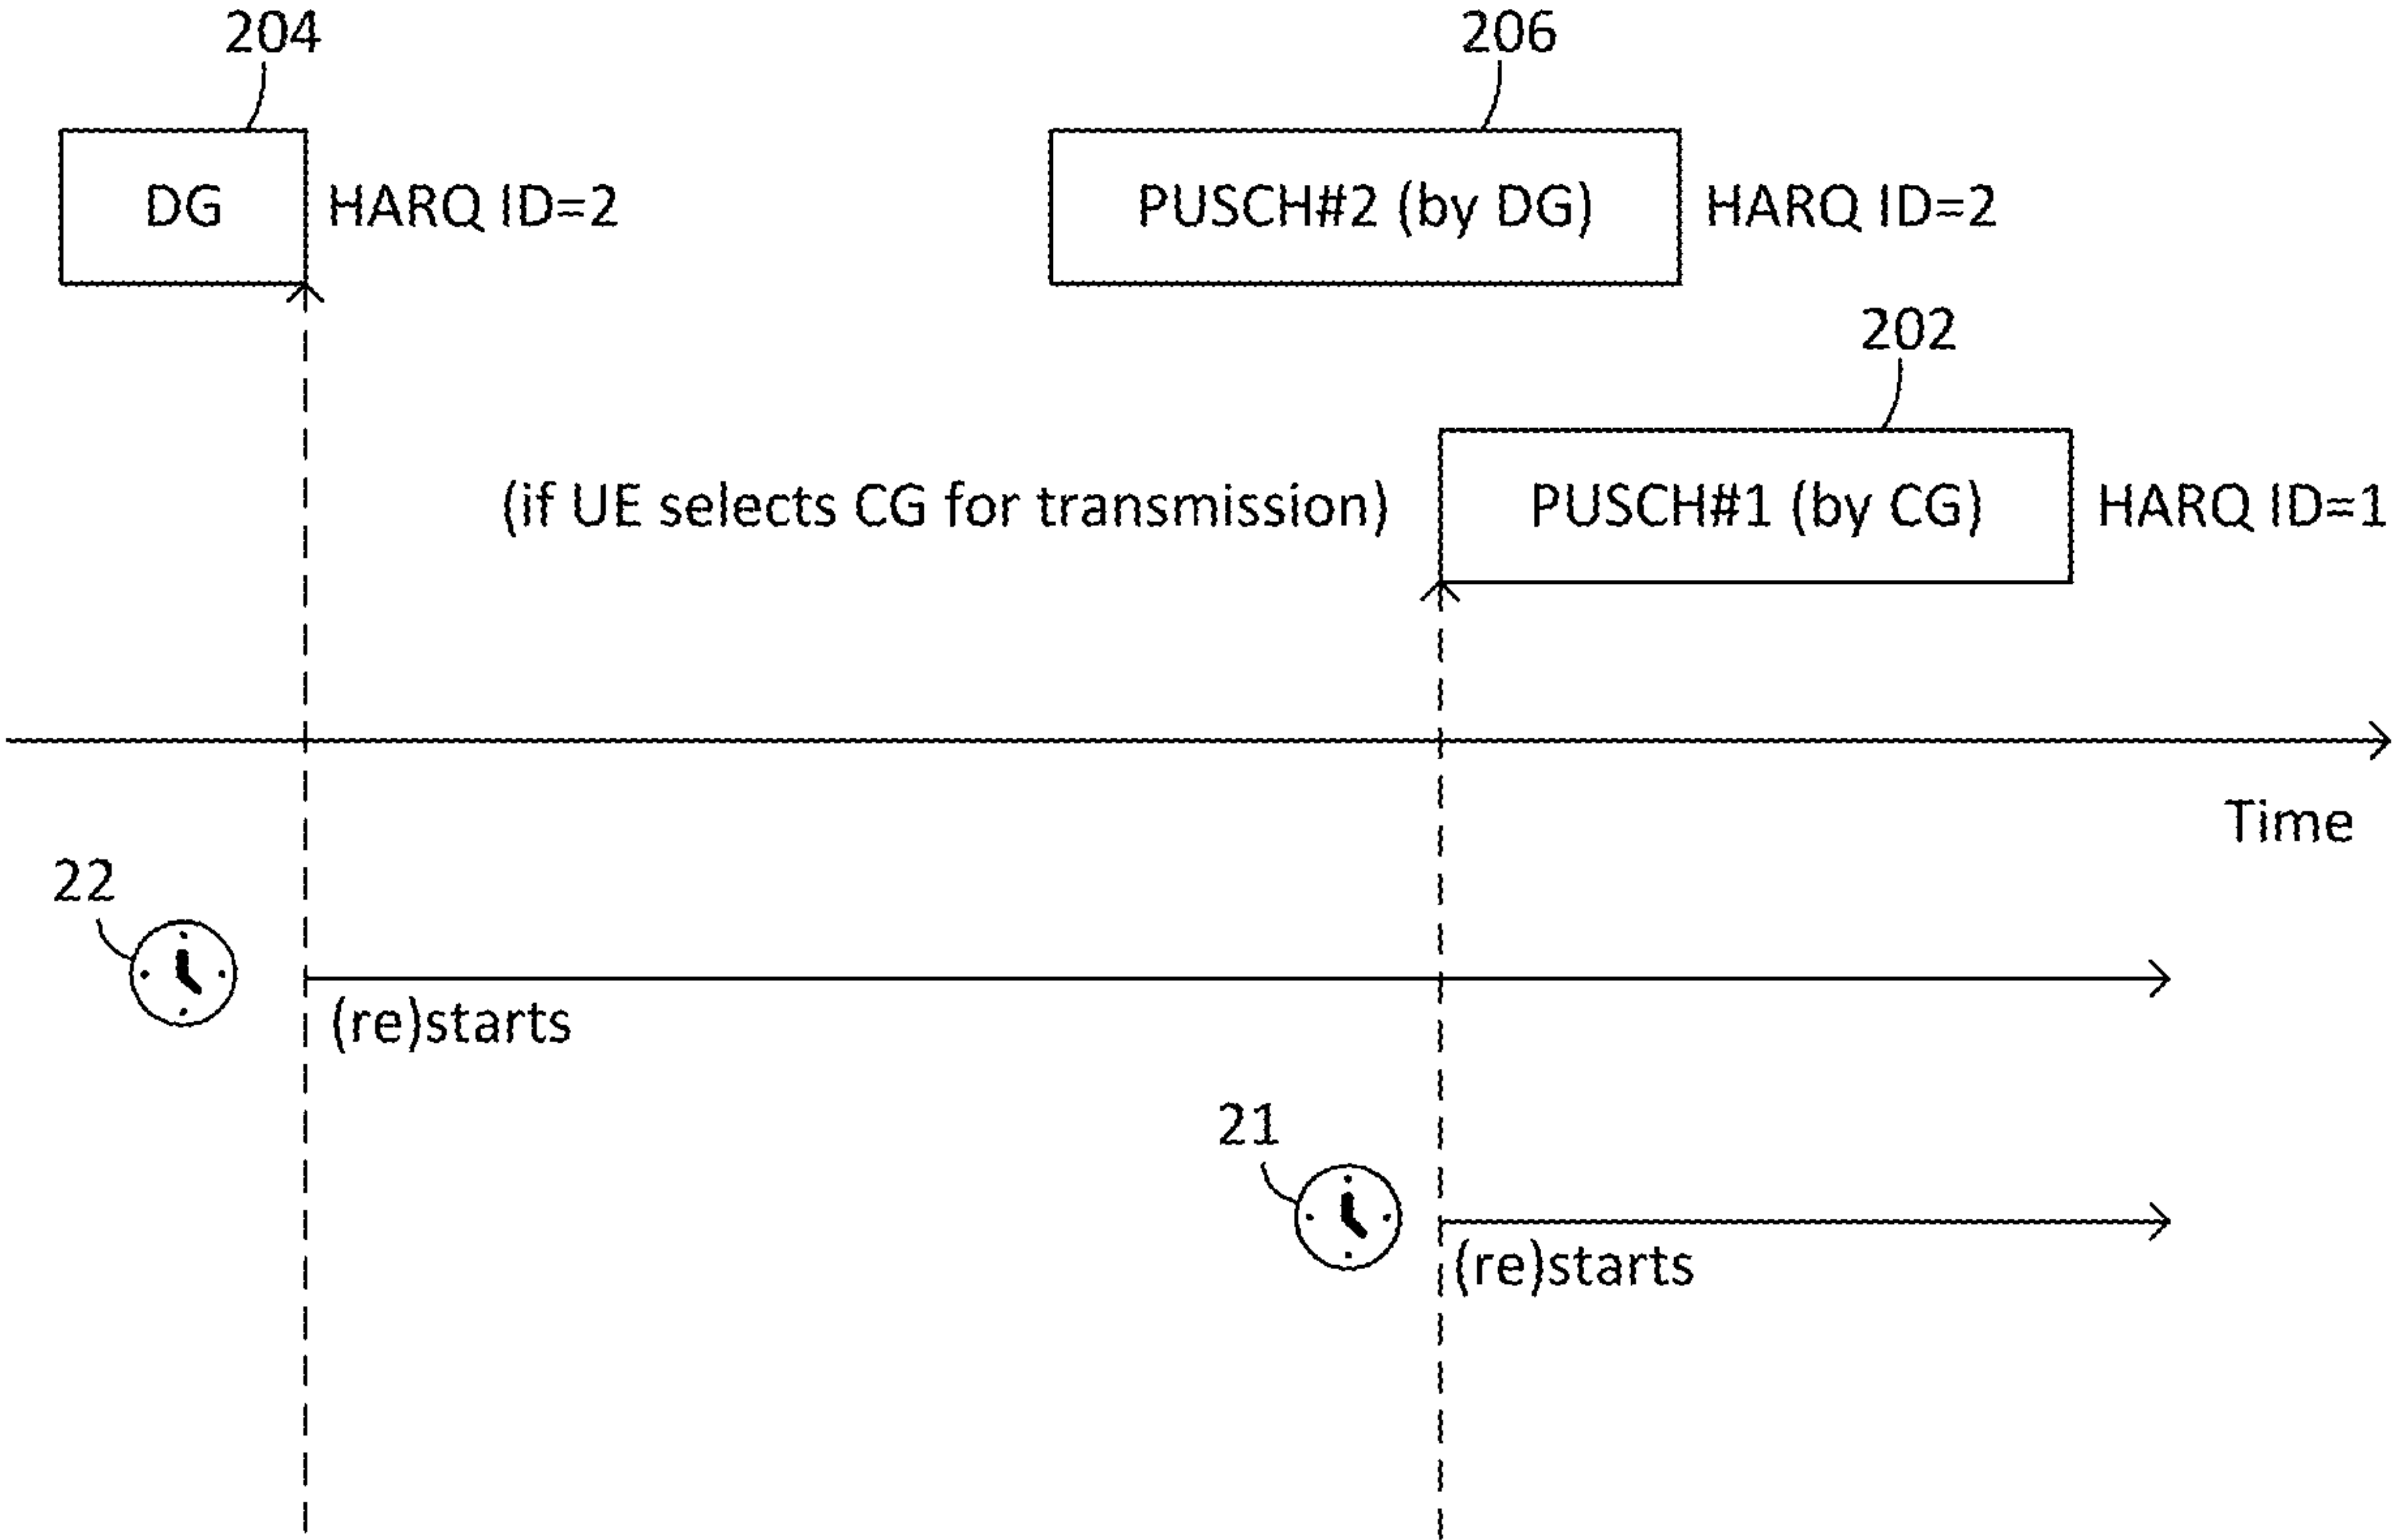 204
206
DG
HARQ ID=2
PUSCH#2 (by DG)
HARQ ID=2
202
(if UE selects CG for transmission)
PUSCH#1 (by CG)
HARQ ID=1
Time
22
(re)starts
21
(re)starts